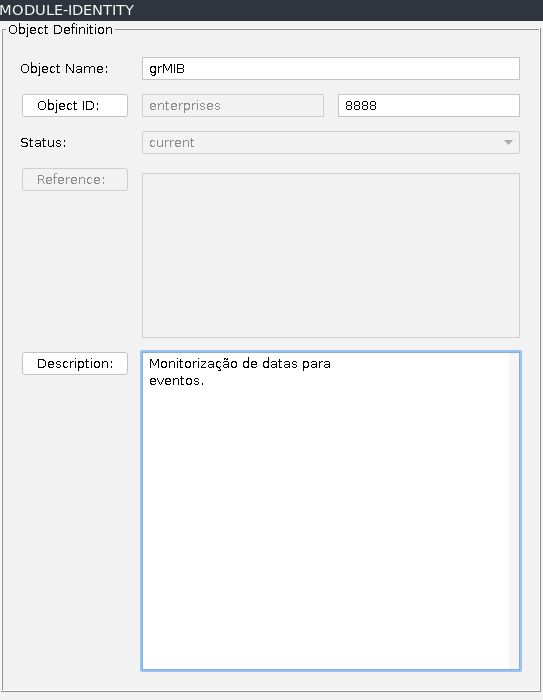 MODULE-IDENTITY
Object Definition
Object Name: grMIB
Object ID: enterprises 8888
Status: current
Reference:
Description: Monitorização de datas para
eventos.